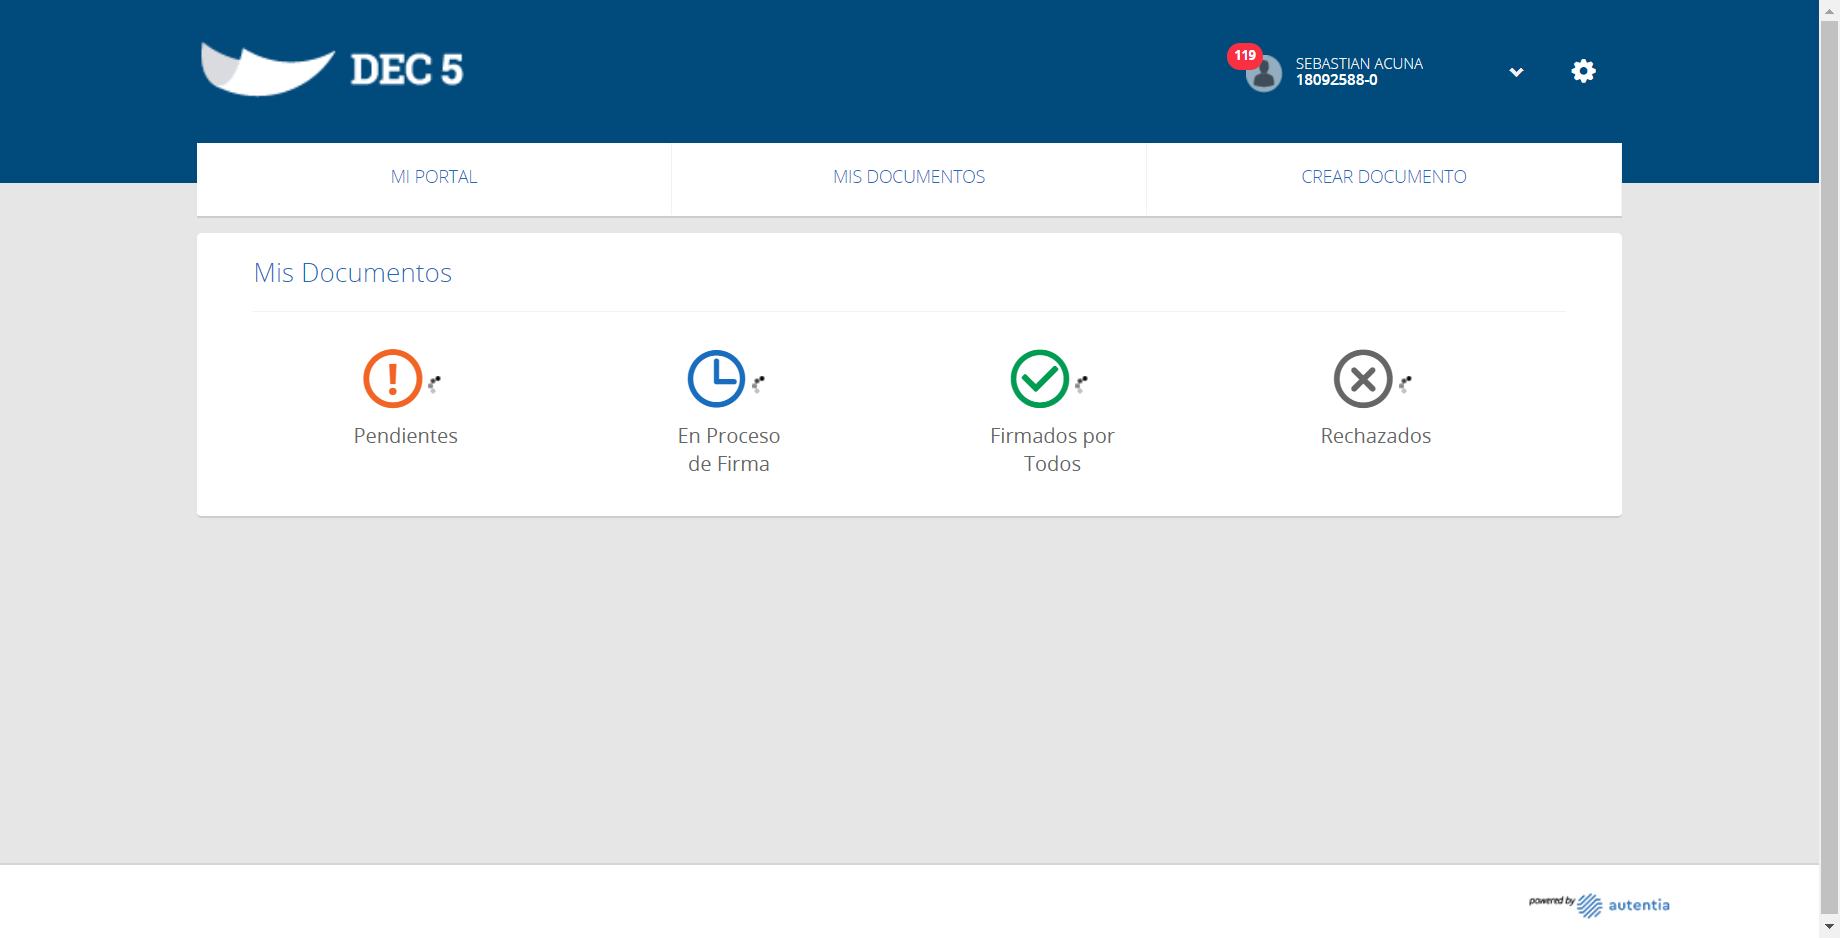 DEC 5
119
SEBASTIAN ACUNA
18092588-0
MI PORTAL
MIS DOCUMENTOS
CREAR DOCUMENTO
Mis Documentos
Pendientes
En Proceso
de Firma
Firmados por
Todos
Rechazados
powered by autentia